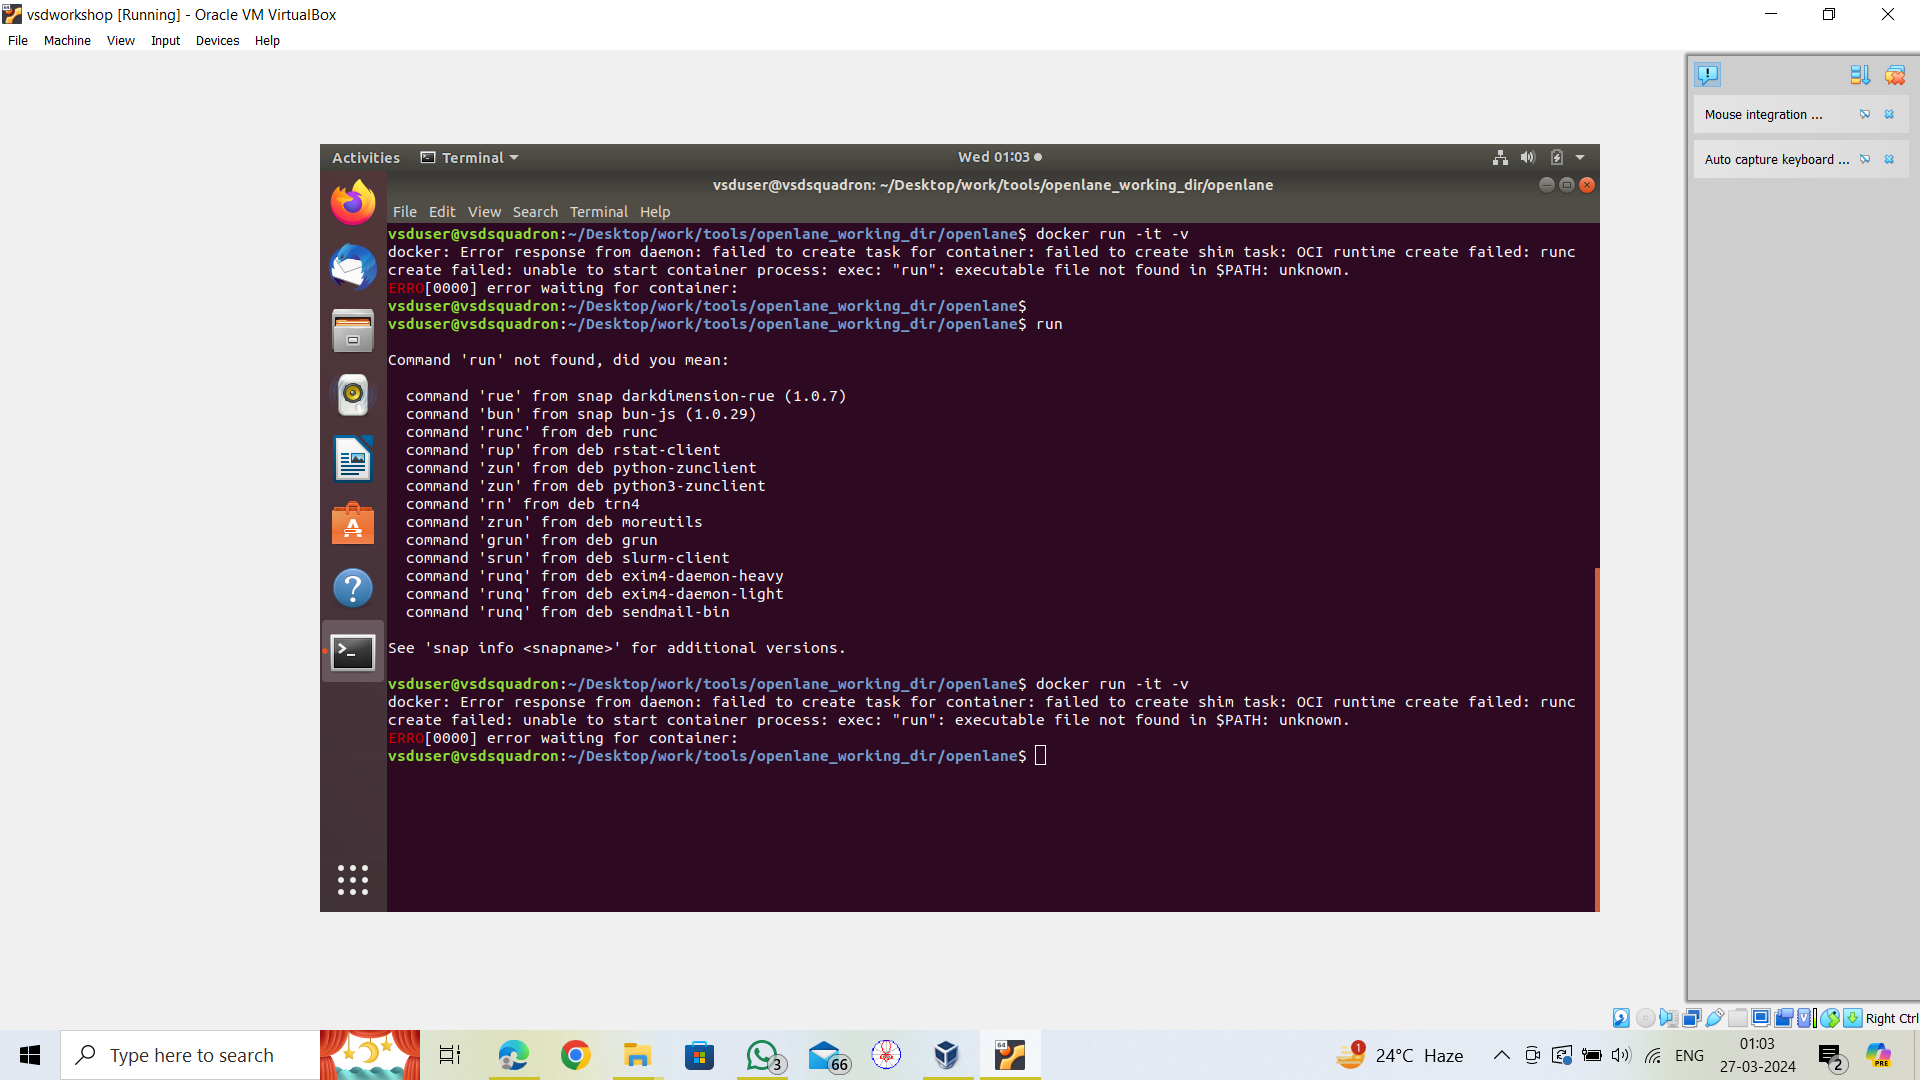 vsdworkshop [Running] - Oracle VM VirtualBox
File Machine View Input Devices Help
Mouse integration ...
Auto capture keyboard ...
Activities Terminal Wed 01:03
vsduser@vsdsquadron: ~/Desktop/work/tools/openlane_working_dir/openlane
File Edit View Search Terminal Help
vsduser@vsdsquadron:~/Desktop/work/tools/openlane_working_dir/openlane$ docker run -it -v
docker: Error response from daemon: failed to create task for container: failed to create shim task: OCI runtime create failed: runc
create failed: unable to start container process: exec: "run": executable file not found in $PATH: unknown.
ERRO[0000] error waiting for container:
vsduser@vsdsquadron:~/Desktop/work/tools/openlane_working_dir/openlane$
vsduser@vsdsquadron:~/Desktop/work/tools/openlane_working_dir/openlane$ run
Command 'run' not found, did you mean:
command 'rue' from snap darkdimension-rue (1.0.7)
command 'bun' from snap bun-js (1.0.29)
command 'runc' from deb runc
command 'rup' from deb rstat-client
command 'zun' from deb python-zunclient
command 'zun' from deb python3-zunclient
command 'rn' from deb trn4
command 'zrun' from deb moreutils
command 'grun' from deb grun
command 'srun' from deb slurm-client
command 'runq' from deb exim4-daemon-heavy
command 'runq' from deb exim4-daemon-light
command 'runq' from deb sendmail-bin
See 'snap info <snapname>' for additional versions.
vsduser@vsdsquadron:~/Desktop/work/tools/openlane_working_dir/openlane$ docker run -it -v
docker: Error response from daemon: failed to create task for container: failed to create shim task: OCI runtime create failed: runc
create failed: unable to start container process: exec: "run": executable file not found in $PATH: unknown.
ERRO[0000] error waiting for container:
vsduser@vsdsquadron:~/Desktop/work/tools/openlane_working_dir/openlane$
Right Ctrl
Type here to search
3
66
64
1
24°C Haze
ENG
01:03
27-03-2024
2
PRE